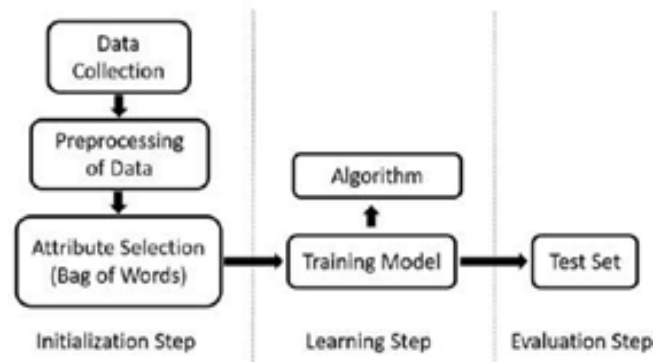 Data
Collection
Preprocessing
of Data
Attribute Selection
(Bag of Words)
Algorithm
Training Model
Test Set
Initialization Step
Learning Step
Evaluation Step